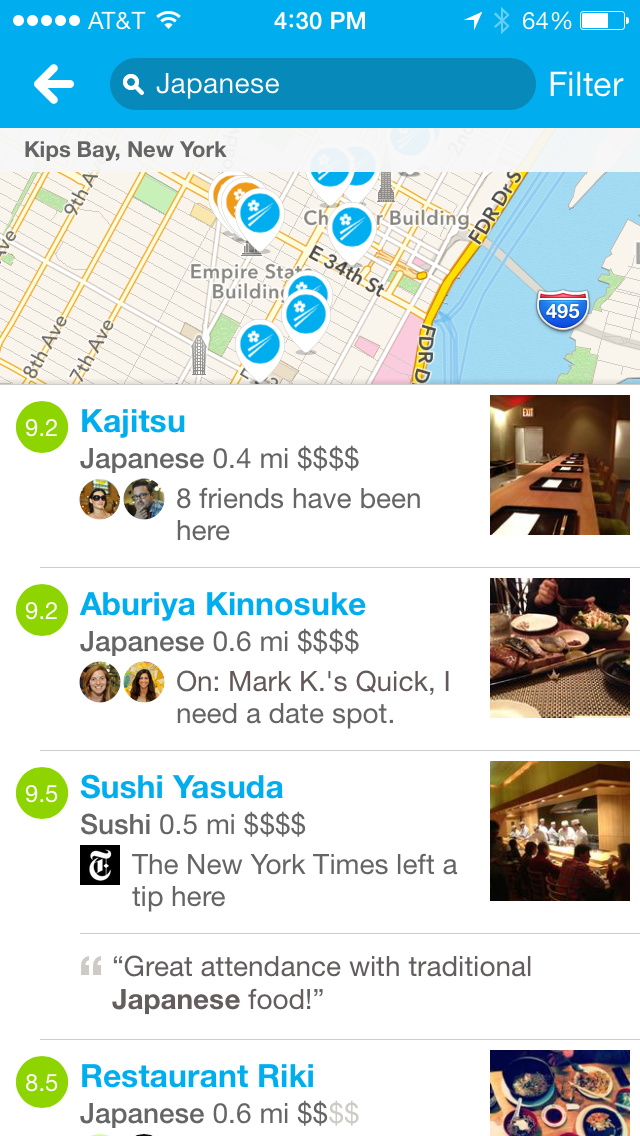 AT&T 4:30 PM 64%
Japanese Filter
Kips Bay, New York
2nd
9th A
FDR Dr S
Ch r Building
E 34th St
Empire State
Building
495
Ave
8th Ave
7th Ave
FDR D
9.2 Kajitsu
Japanese 0.4 mi $$$$
EXIT
8 friends have been
here
9.2 Aburiya Kinnosuke
Japanese 0.6 mi $$$$
On: Mark K.'s Quick, I
need a date spot.
9.5 Sushi Yasuda
Sushi 0.5 mi $$$$
T The New York Times left a
tip here
“Great attendance with traditional
Japanese food!”
8.5 Restaurant Riki
Japanese 0.6 mi $$$$